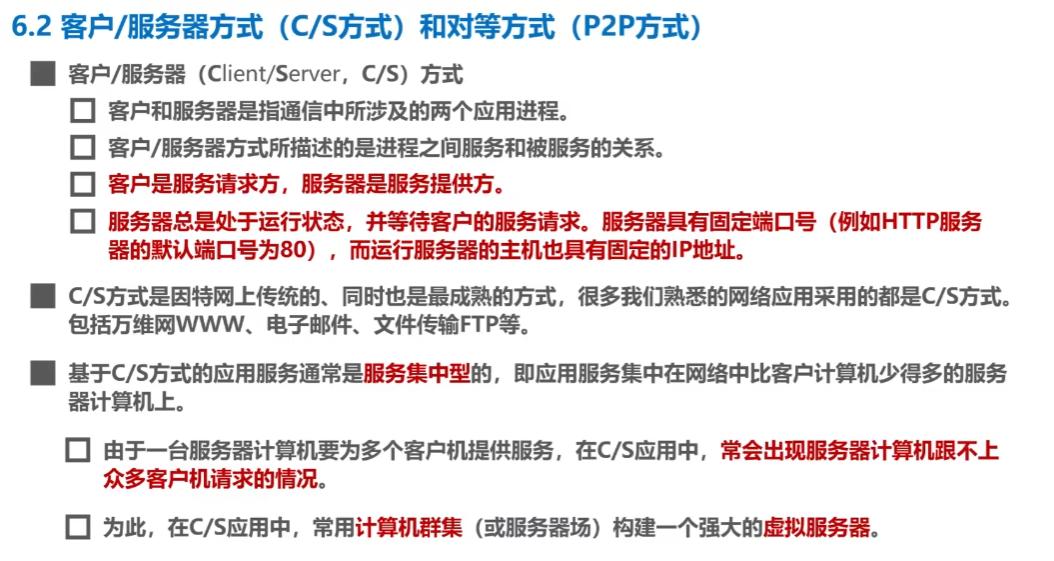 6.2 客户/服务器方式（C/S方式）和对等方式（P2P方式）
客户/服务器（Client/Server，C/S）方式
客户和服务器是指通信中所涉及的两个应用进程。
客户/服务器方式所描述的是进程之间服务和被服务的关系。
客户是服务请求方，服务器是服务提供方。
服务器总是处于运行状态，并等待客户的服务请求。服务器具有固定端口号（例如HTTP服务
器的默认端口号为80），而运行服务器的主机也具有固定的IP地址。
C/S方式是因特网上传统的、同时也是最成熟的方式，很多我们熟悉的网络应用采用的都是C/S方式。
包括万维网WWW、电子邮件、文件传输FTP等。
基于C/S方式的应用服务通常是服务集中型的，即应用服务集中在网络中比客户计算机少得多的服务
器计算机上。
由于一台服务器计算机要为多个客户机提供服务，在C/S应用中，常会出现服务器计算机跟不上
众多客户机请求的情况。
为此，在C/S应用中，常用计算机群集（或服务器场）构建一个强大的虚拟服务器。